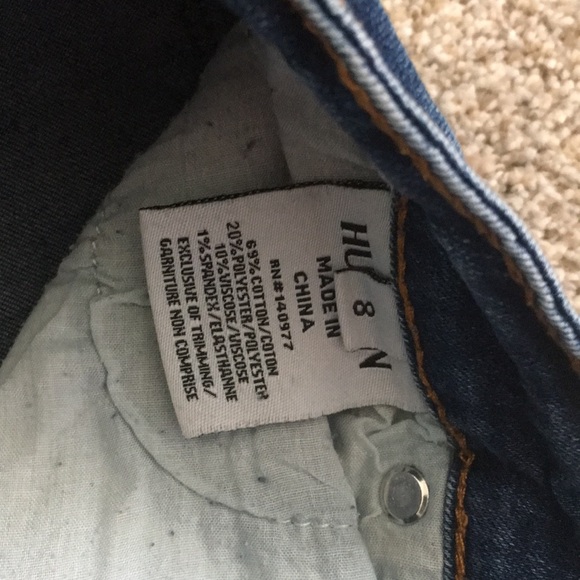 HU
8
N
MADE IN
CHINA
RN#140977
69% COTTON/COTON
20% POLYESTER/POLYESTER
10% VISCOSE/VISCOSE
1% SPANDEX/ELASTHANNE
EXCLUSIVE OF TRIMMING/
GARNITURE NON COMPRISE